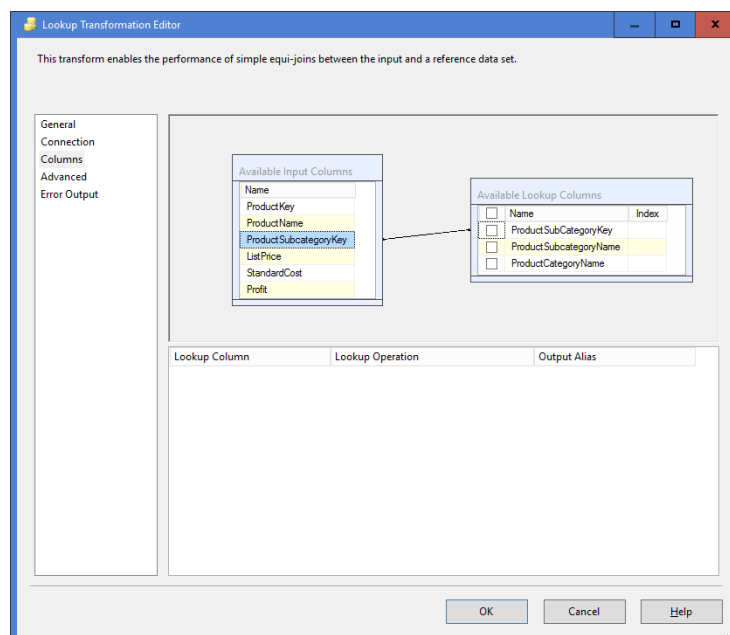 Lookup Transformation Editor
This transform enables the performance of simple equi-joins between the input and a reference data set.
General
Connection
Columns
Advanced
Error Output
Available Input Columns
Name
ProductKey
ProductName
ProductSubcategoryKey
ListPrice
StandardCost
Profit
Available Lookup Columns
Name Index
ProductSubCategoryKey
ProductSubcategoryName
ProductCategoryName
Lookup Column Lookup Operation Output Alias
OK Cancel Help